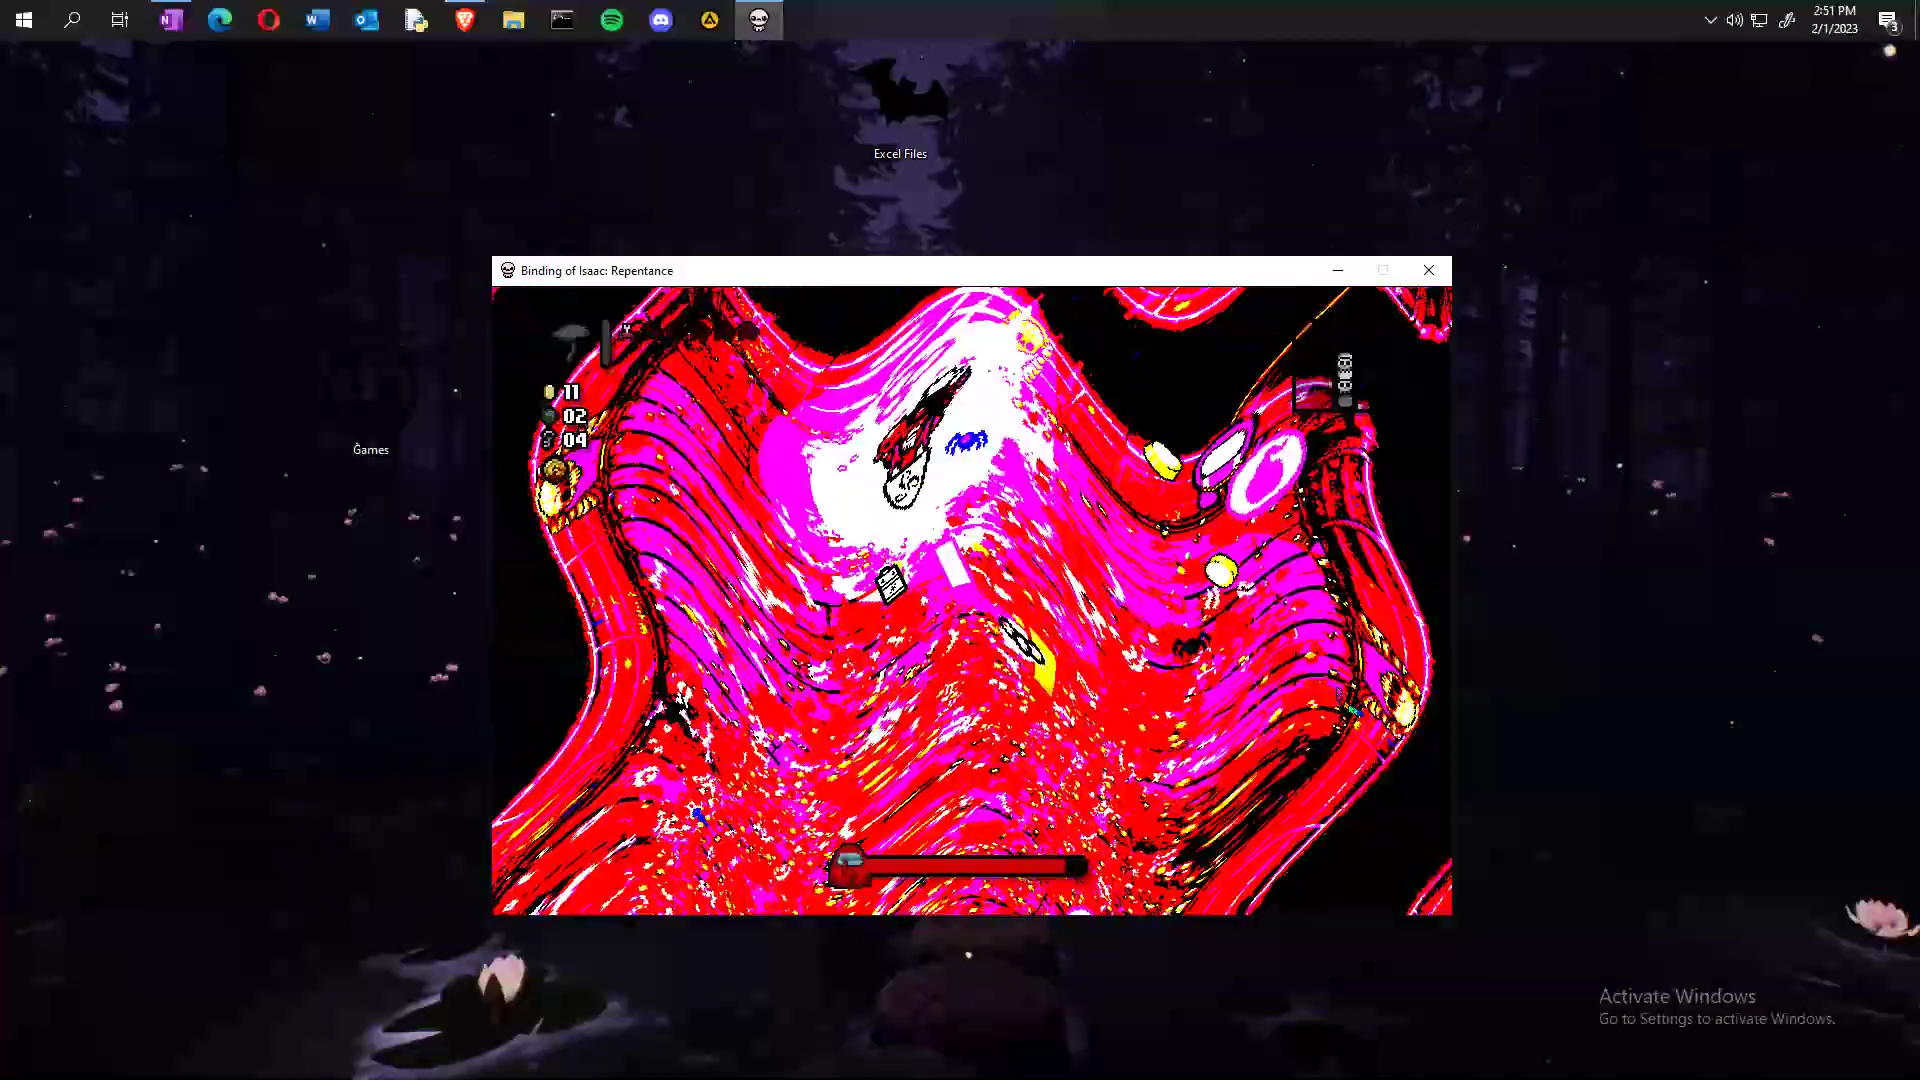 2:51 PM
2/1/2023
3
Excel Files
Games
Binding of Isaac: Repentance
11
02
04
Activate Windows
Go to Settings to activate Windows.